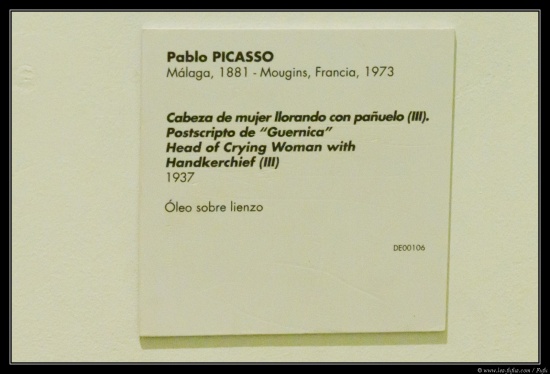 Pablo PICASSO
Málaga, 1881 - Mougins, Francia, 1973
Cabeza de mujer llorando con pañuelo (III).
Postscripto de “Guernica”
Head of Crying Woman with
Handkerchief (III)
1937
Óleo sobre lienzo
DE00106